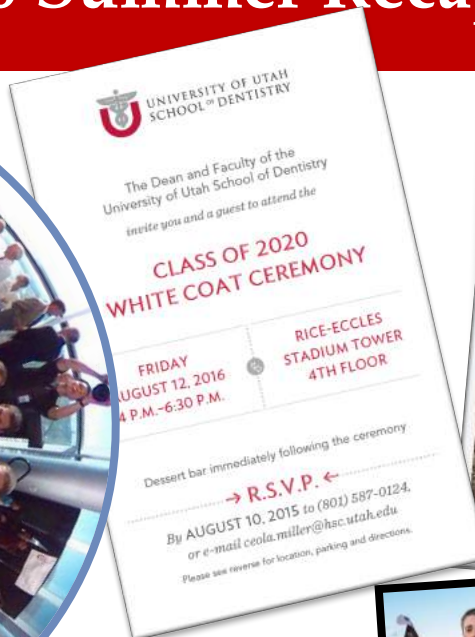 Summer Recap
UNIVERSITY OF UTAH
SCHOOL OF DENTISTRY
The Dean and Faculty of the
University of Utah School of Dentistry
invite you and a guest to attend the
CLASS OF 2020
WHITE COAT CEREMONY
FRIDAY
AUGUST 12, 2016
4 P.M.–6:30 P.M.
RICE-ECCLES
STADIUM TOWER
4TH FLOOR
Dessert bar immediately following the ceremony
→ R.S.V.P. ←
By AUGUST 10, 2015 to (801) 587-0124,
or e-mail ceola.miller@hsc.utah.edu
Please see reverse for location, parking and directions.